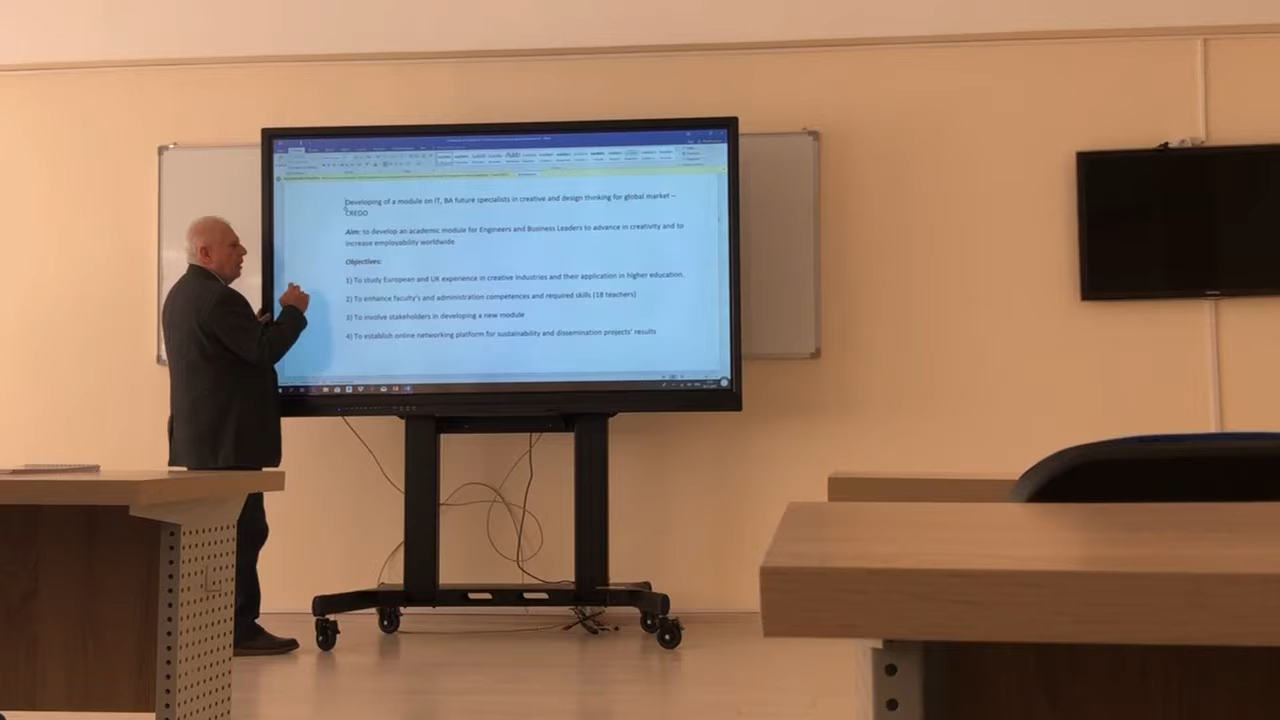 Developing of a module on IT, BA future specialists in creative and design thinking for global market –
CREDO
Aim: to develop an academic module for Engineers and Business Leaders to advance in creativity and to
increase employability worldwide
Objectives:
1) To study European and UK experience in creative industries and their application in higher education.
2) To enhance faculty's and administration competences and required skills (18 teachers)
3) To involve stakeholders in developing a new module
4) To establish online networking platform for sustainability and dissemination projects' results